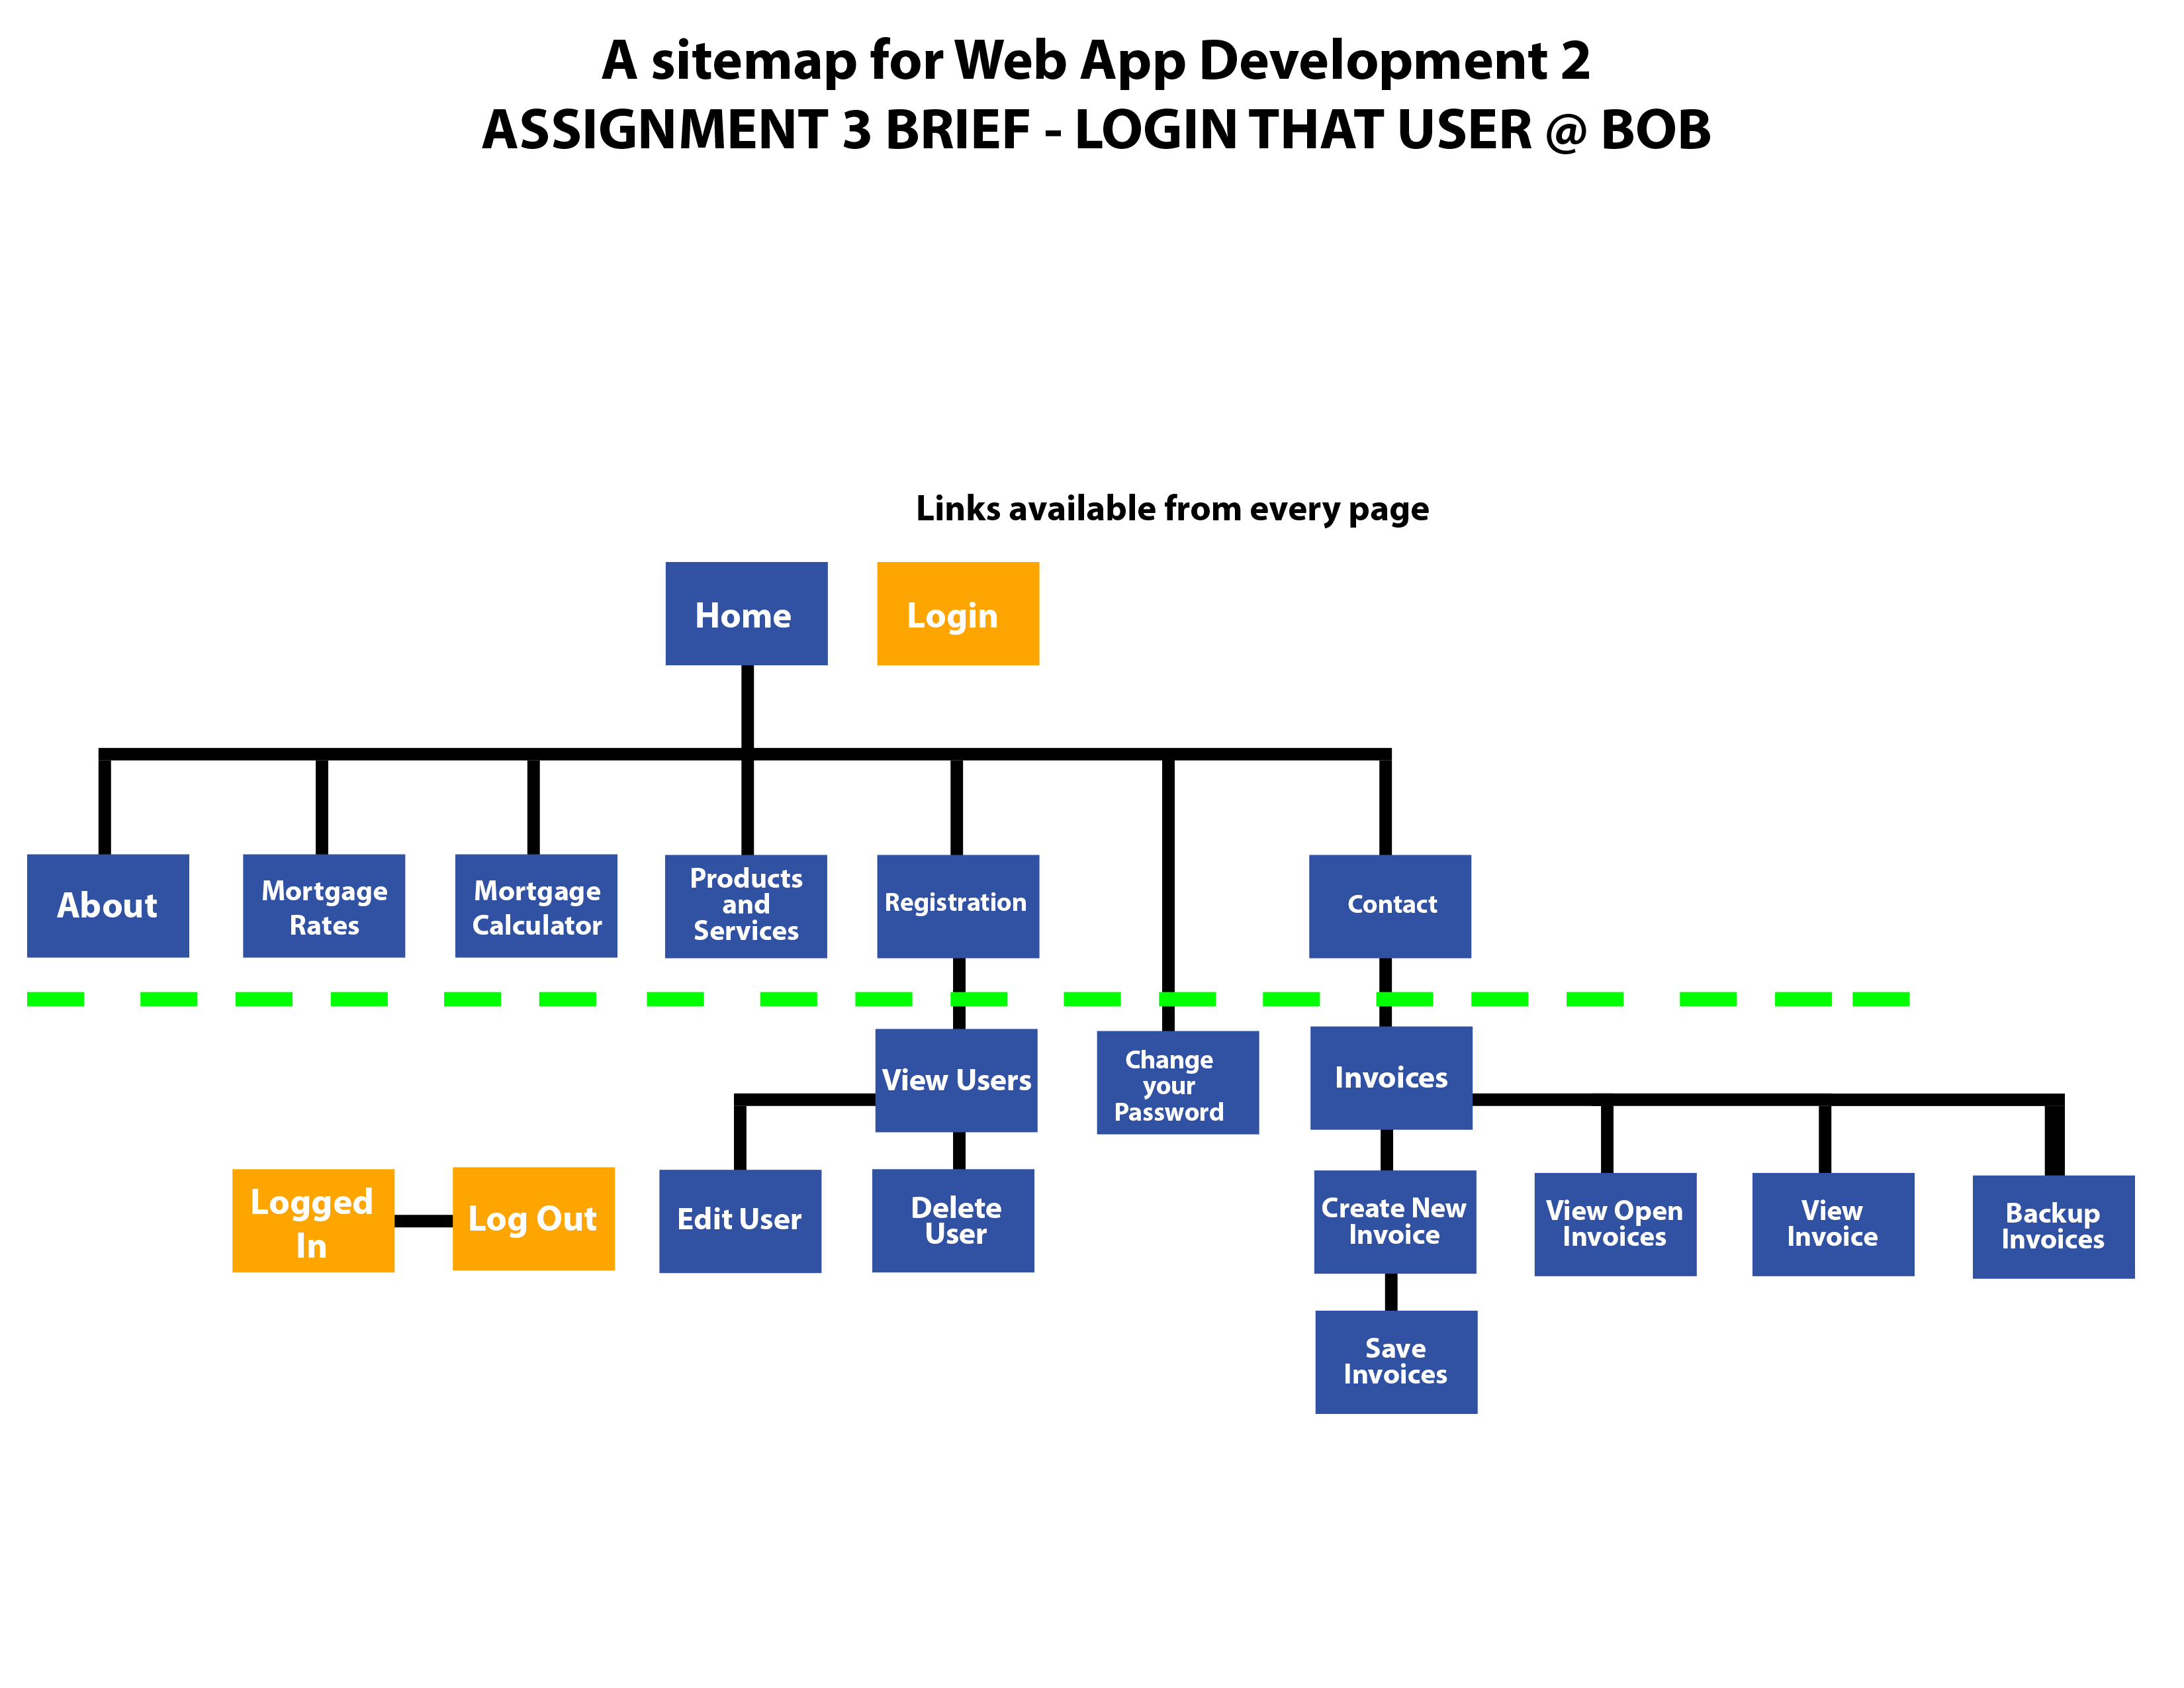 A sitemap for Web App Development 2
ASSIGNMENT 3 BRIEF - LOGIN THAT USER @ BOB
Links available from every page
Home
Login
About
Mortgage
Rates
Mortgage
Calculator
Products
and
Services
Registration
Contact
View Users
Change
your
Password
Invoices
Logged
In
Log Out
Edit User
Delete
User
Create New
Invoice
View Open
Invoices
View
Invoice
Backup
Invoices
Save
Invoices